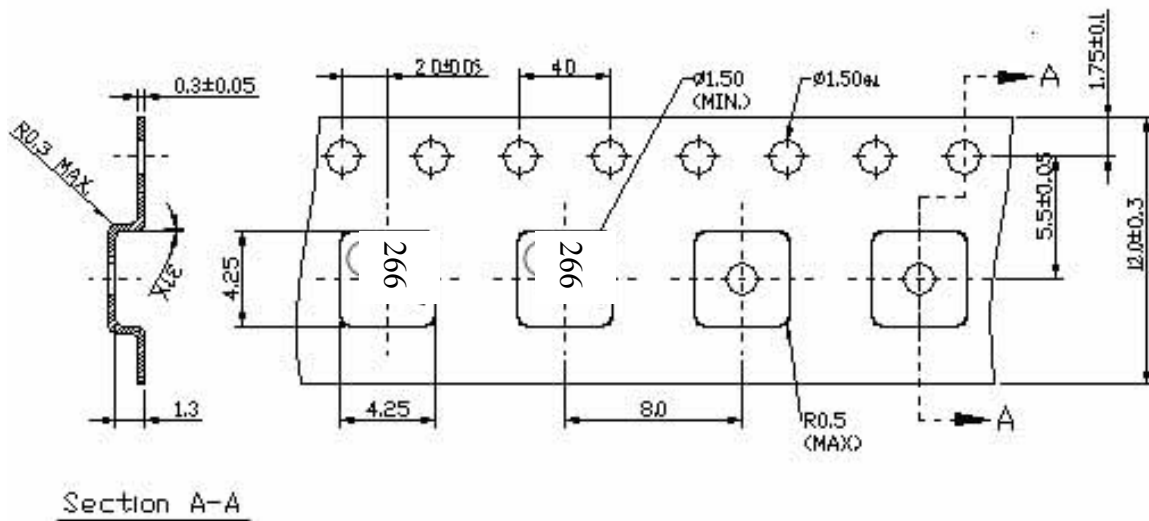 2.0±0.05
4.0
Ø1.50
(MIN.)
Ø1.50
1.75±0.1
A
0.3±0.05
R0.3 MAX.
5.5±0.05
12.0±0.3
266
266
4.25
1.3
4.25
8.0
R0.5
(MAX)
A
Section A-A